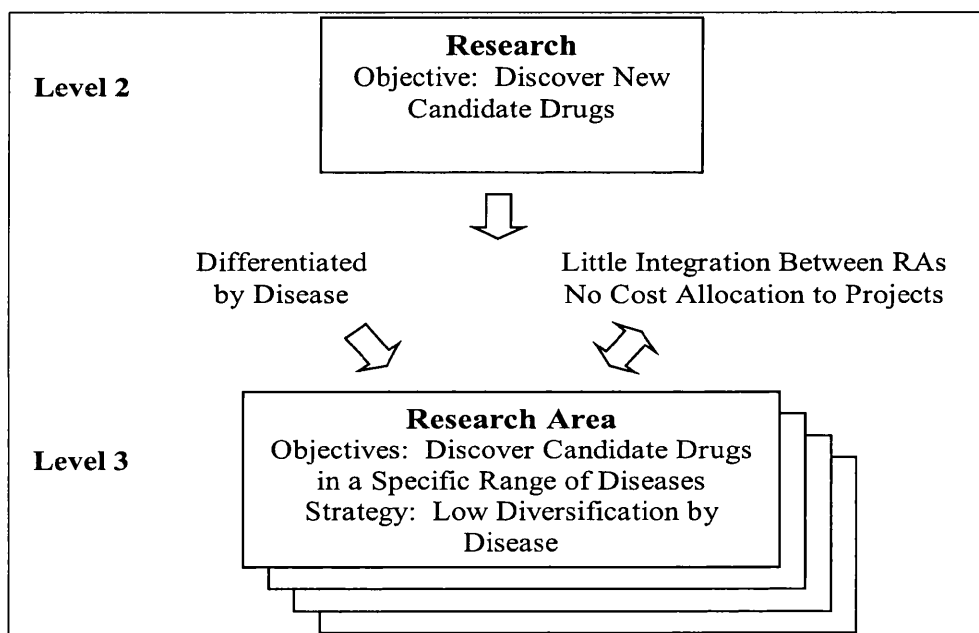 Level 2
Research
Objective: Discover New
Candidate Drugs
Differentiated
by Disease
Little Integration Between RAs
No Cost Allocation to Projects
Level 3
Research Area
Objectives: Discover Candidate Drugs
in a Specific Range of Diseases
Strategy: Low Diversification by
Disease